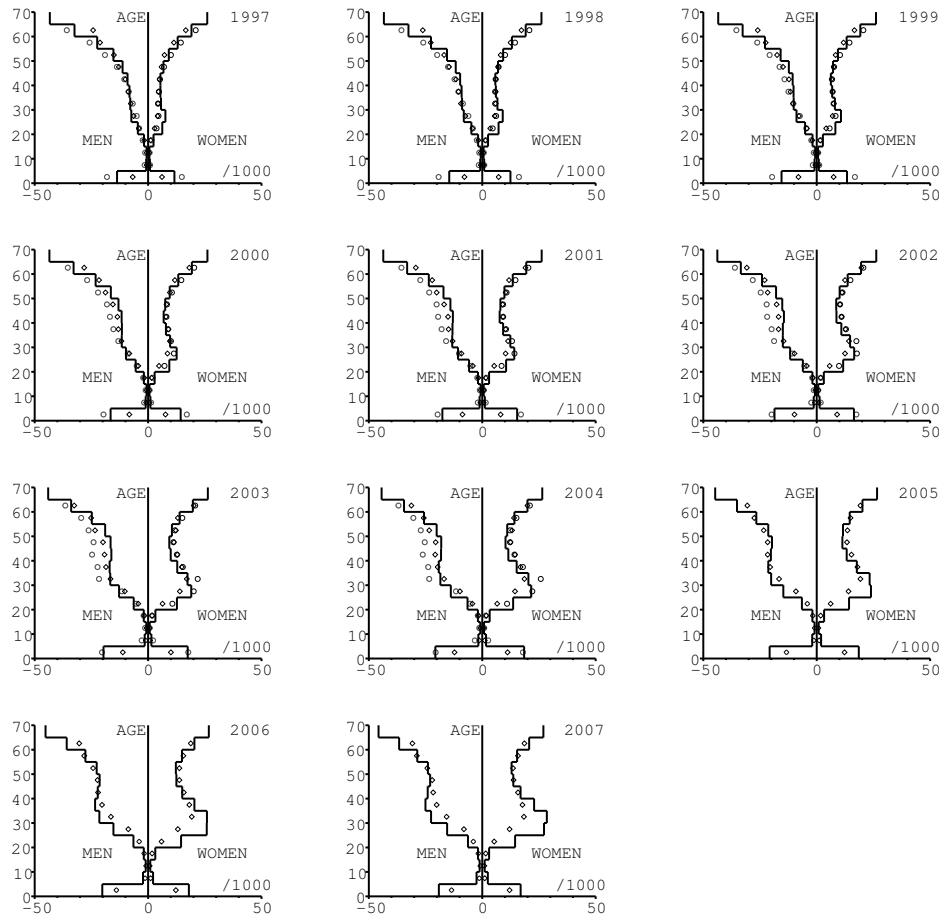 70 AGE 1997 70 AGE 1998 70 AGE 1999
60 60 60
50 50 50
40 40 40
30 30 30
20 20 20
MEN WOMEN MEN WOMEN MEN WOMEN
10 10 10
/1000 /1000 /1000
0 0 0
-50 0 50 -50 0 50 -50 0 50
70 AGE 2000 70 AGE 2001 70 AGE 2002
60 60 60
50 50 50
40 40 40
30 30 30
20 20 20
MEN WOMEN MEN WOMEN MEN WOMEN
10 10 10
/1000 /1000 /1000
0 0 0
-50 0 50 -50 0 50 -50 0 50
70 AGE 2003 70 AGE 2004 70 AGE 2005
60 60 60
50 50 50
40 40 40
30 30 30
20 20 20
MEN WOMEN MEN WOMEN MEN WOMEN
10 10 10
/1000 /1000 /1000
0 0 0
-50 0 50 -50 0 50 -50 0 50
70 AGE 2006 70 AGE 2007
60 60
50 50
40 40
30 30
20 20
MEN WOMEN MEN WOMEN
10 10
/1000 /1000
0 0
-50 0 50 -50 0 50